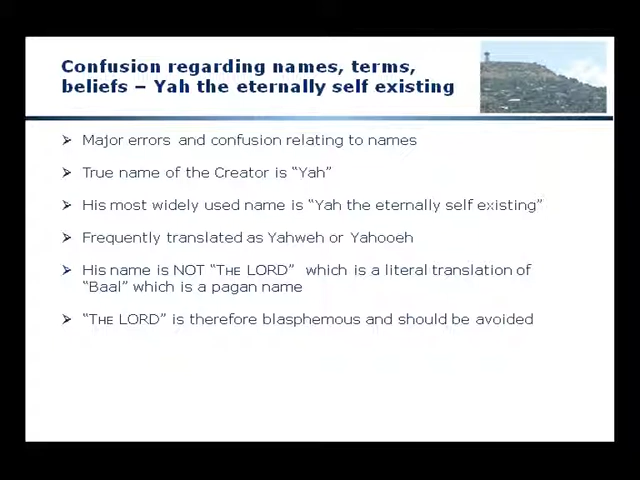 Confusion regarding names, terms,
beliefs – Yah the eternally self existing
➢ Major errors and confusion relating to names
➢ True name of the Creator is “Yah”
➢ His most widely used name is “Yah the eternally self existing”
➢ Frequently translated as Yahweh or Yahooeh
➢ His name is NOT “THE LORD” which is a literal translation of
“Baal” which is a pagan name
➢ “THE LORD” is therefore blasphemous and should be avoided